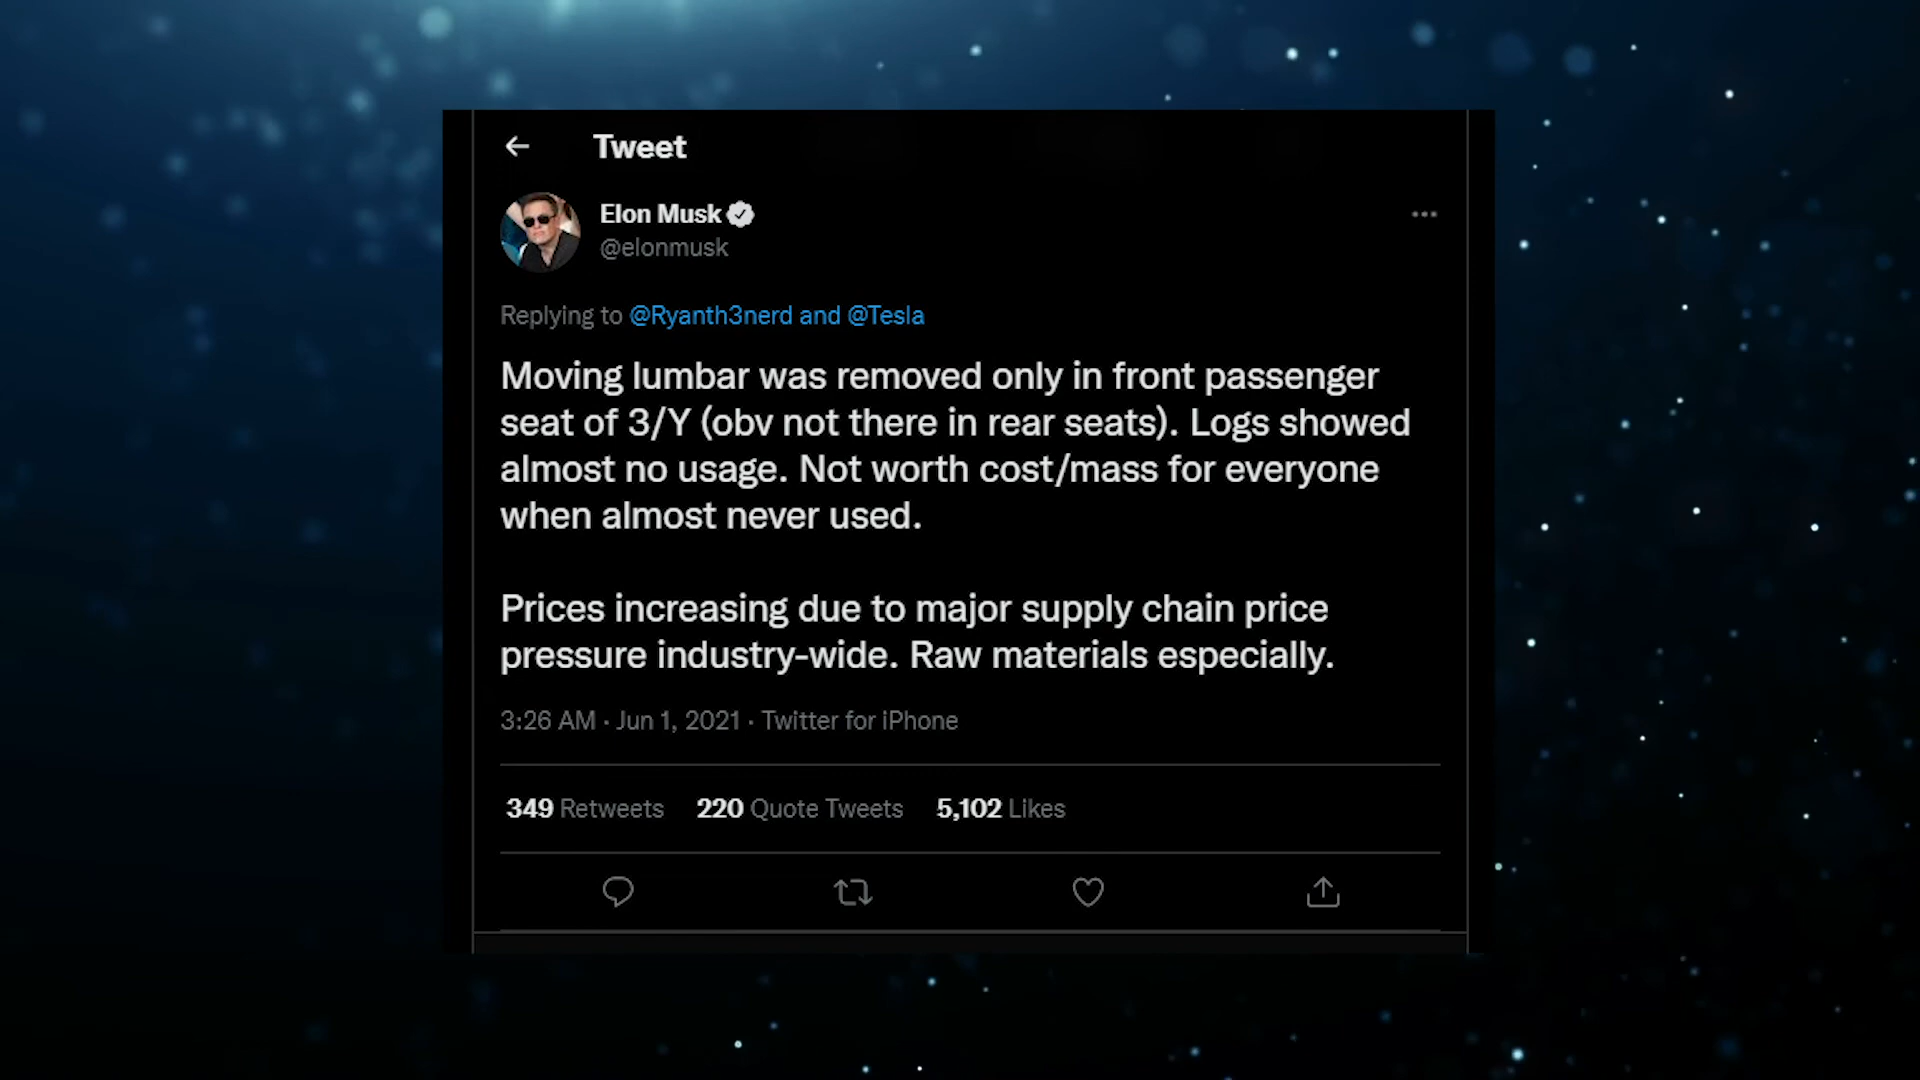 Tweet
Elon Musk
@elonmusk
Replying to @Ryanth3nerd and @Tesla
Moving lumbar was removed only in front passenger
seat of 3/Y (obv not there in rear seats). Logs showed
almost no usage. Not worth cost/mass for everyone
when almost never used.
Prices increasing due to major supply chain price
pressure industry-wide. Raw materials especially.
3:26 AM · Jun 1, 2021 · Twitter for iPhone
349 Retweets 220 Quote Tweets 5,102 Likes